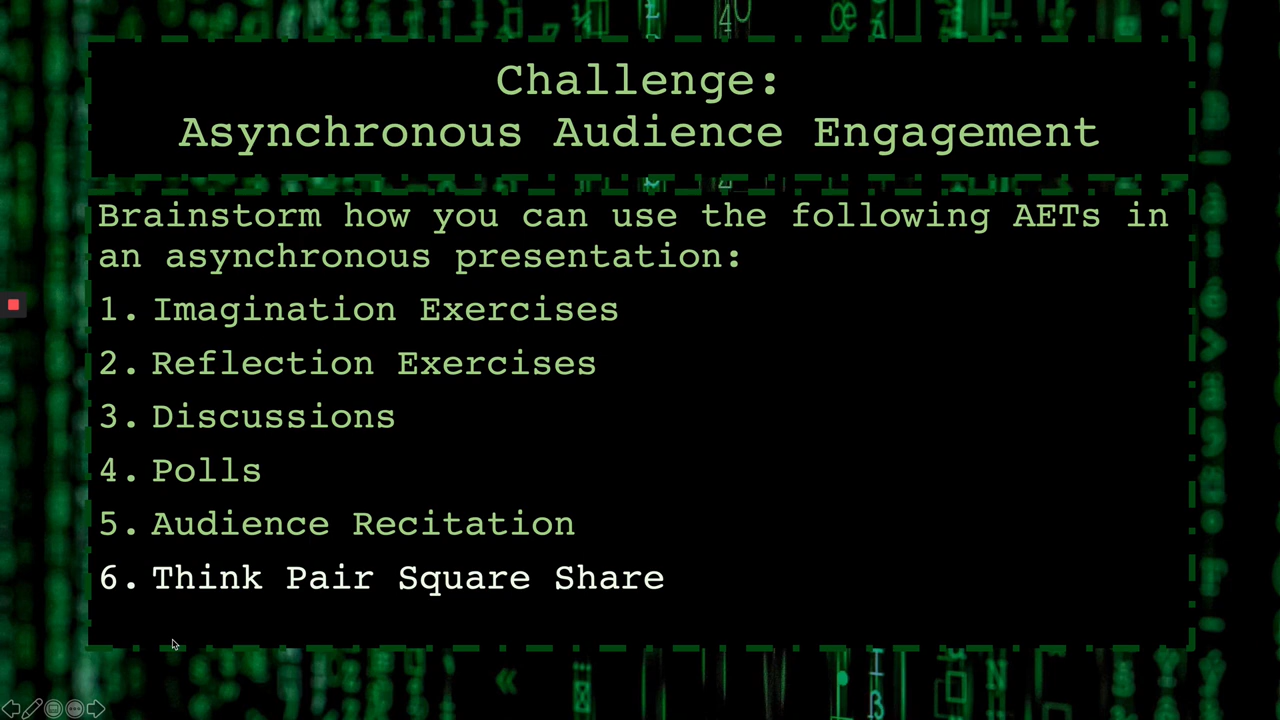 Challenge:
Asynchronous Audience Engagement
Brainstorm how you can use the following AETs in
an asynchronous presentation:
1. Imagination Exercises
2. Reflection Exercises
3. Discussions
4. Polls
5. Audience Recitation
6. Think Pair Square Share